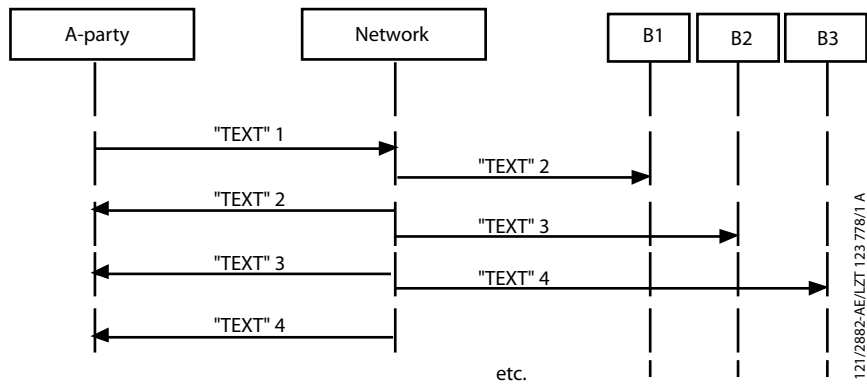 A-party
Network
B1
B2
B3
"TEXT" 1
"TEXT" 2
"TEXT" 2
"TEXT" 3
"TEXT" 3
"TEXT" 4
"TEXT" 4
etc.
121/2882-AE/LZT 123 778/1 A